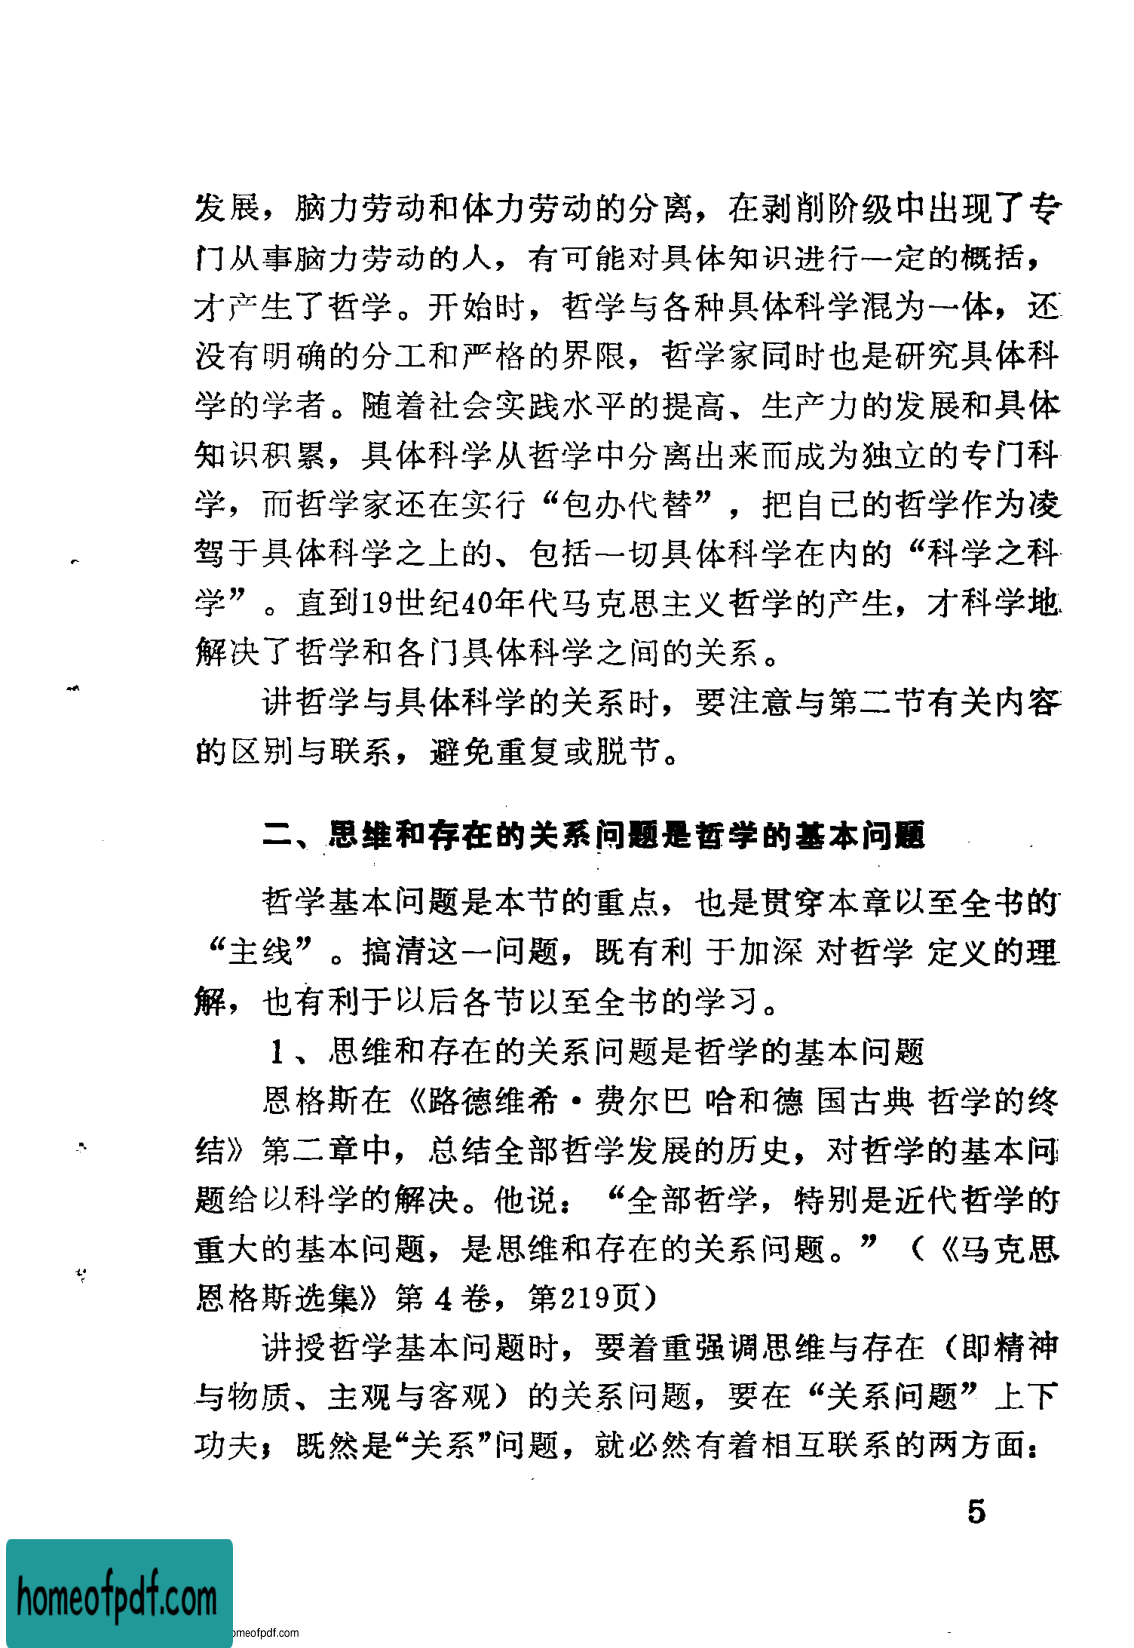 发展，脑力劳动和体力劳动的分离，在剥削阶级中出现了专
门从事脑力劳动的人，有可能对具体知识进行一定的概括，
才产生了哲学。开始时，哲学与各种具体科学混为一体，还
没有明确的分工和严格的界限，哲学家同时也是研究具体科
学的学者。随着社会实践水平的提高、生产力的发展和具体
知识积累，具体科学从哲学中分离出来而成为独立的专门科
学，而哲学家还在实行“包办代替”，把自己的哲学作为凌
驾于具体科学之上的、包括一切具体科学在内的“科学之科
学”。直到19世纪40年代马克思主义哲学的产生，才科学地
解决了哲学和各门具体科学之间的关系。
讲哲学与具体科学的关系时，要注意与第二节有关内容
的区别与联系，避免重复或脱节。
二、思维和存在的关系问题是哲学的基本问题
哲学基本问题是本节的重点，也是贯穿本章以至全书的
“主线”。搞清这一问题，既有利于加深对哲学定义的理
解，也有利于以后各节以至全书的学习。
1、思维和存在的关系问题是哲学的基本问题
恩格斯在《路德维希·费尔巴哈和德国古典哲学的终
结》第二章中，总结全部哲学发展的历史，对哲学的基本问
题给以科学的解决。他说：“全部哲学，特别是近代哲学的
重大的基本问题，是思维和存在的关系问题。”（《马克思
恩格斯选集》第4卷，第219页）
讲授哲学基本问题时，要着重强调思维与存在（即精神
与物质、主观与客观）的关系问题，要在“关系问题”上下
功夫；既然是“关系”问题，就必然有着相互联系的两方面：
5
homeofpdf.com
omeofpdf.com